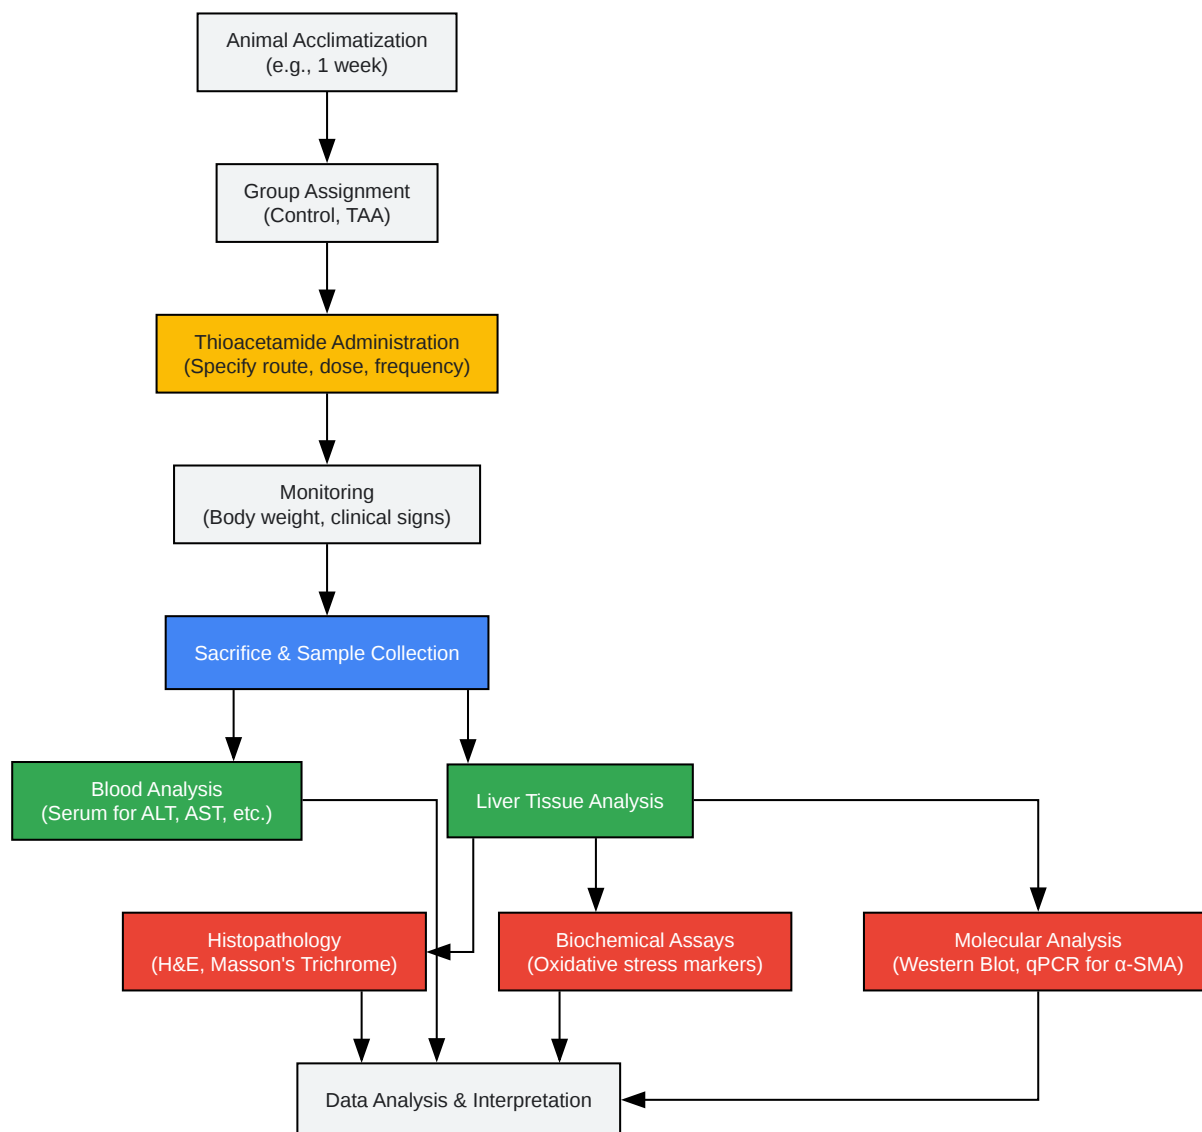 Animal Acclimatization
(e.g., 1 week)
Group Assignment
(Control, TAA)
Thioacetamide Administration
(Specify route, dose, frequency)
Monitoring
(Body weight, clinical signs)
Sacrifice & Sample Collection
Blood Analysis
(Serum for ALT, AST, etc.)
Liver Tissue Analysis
Histopathology
(H&E, Masson's Trichrome)
Biochemical Assays
(Oxidative stress markers)
Molecular Analysis
(Western Blot, qPCR for α-SMA)
Data Analysis & Interpretation